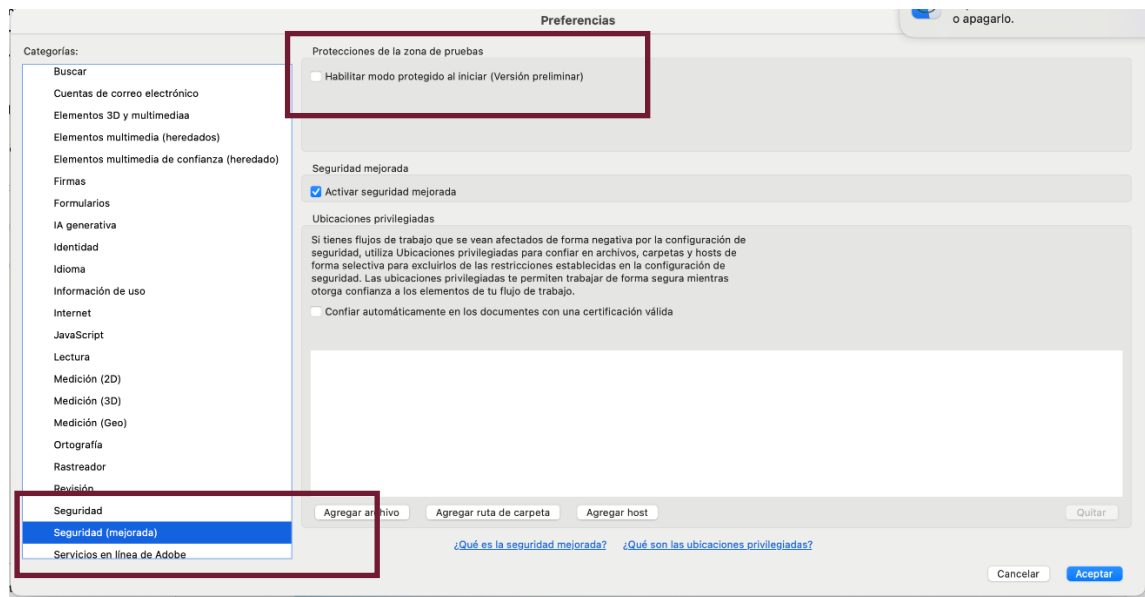 Preferencias
o apagarlo.
Categorías:
Buscar
Cuentas de correo electrónico
Elementos 3D y multimediaa
Elementos multimedia (heredados)
Elementos multimedia de confianza (heredado)
Firmas
Formularios
IA generativa
Identidad
Idioma
Información de uso
Internet
JavaScript
Lectura
Medición (2D)
Medición (3D)
Medición (Geo)
Ortografía
Rastreador
Revisión
Seguridad
Seguridad (mejorada)
Servicios en línea de Adobe
Protecciones de la zona de pruebas
Habilitar modo protegido al iniciar (Versión preliminar)
Seguridad mejorada
Activar seguridad mejorada
Ubicaciones privilegiadas
Si tienes flujos de trabajo que se vean afectados de forma negativa por la configuración de
seguridad, utiliza Ubicaciones privilegiadas para confiar en archivos, carpetas y hosts de
forma selectiva para excluirlos de las restricciones establecidas en la configuración de
seguridad. Las ubicaciones privilegiadas te permiten trabajar de forma segura mientras
otorga confianza a los elementos de tu flujo de trabajo.
Confiar automáticamente en los documentes con una certificación válida
Agregar archivo Agregar ruta de carpeta Agregar host Quitar
¿Qué es la seguridad mejorada? ¿Qué son las ubicaciones privilegiadas?
Cancelar Aceptar